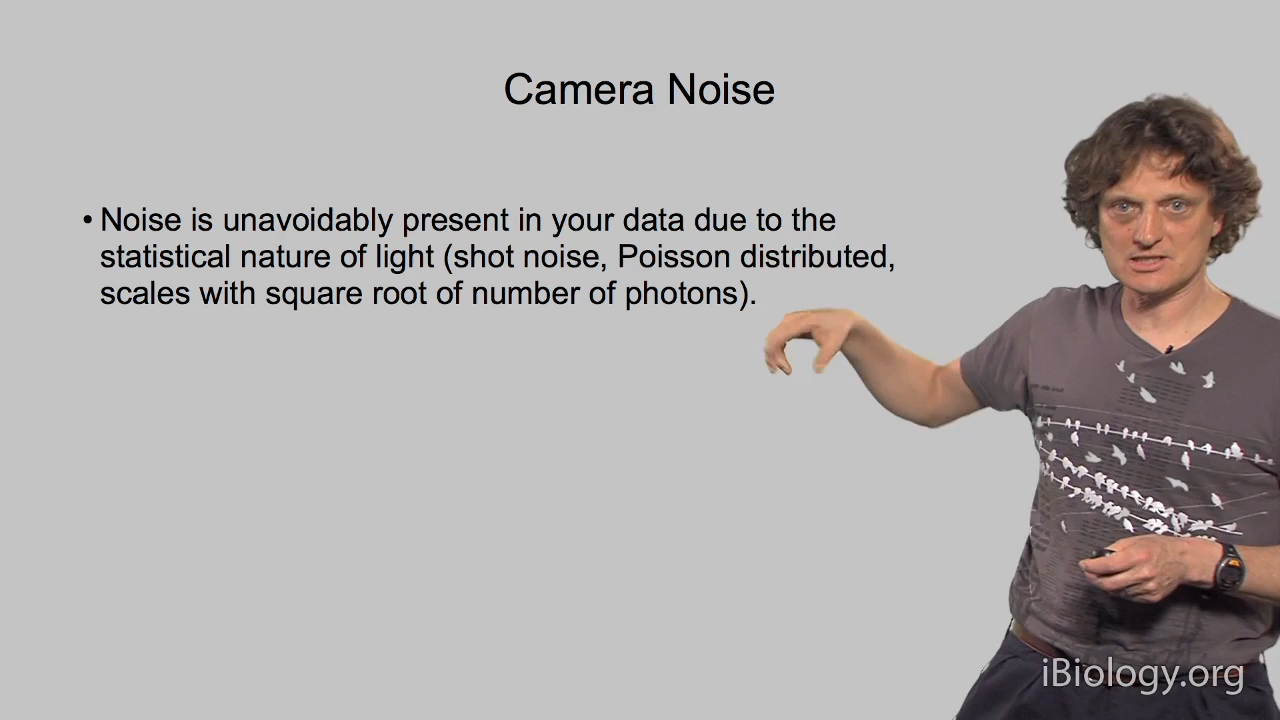 Camera Noise
• Noise is unavoidably present in your data due to the
statistical nature of light (shot noise, Poisson distributed,
scales with square root of number of photons).
iBiology.org